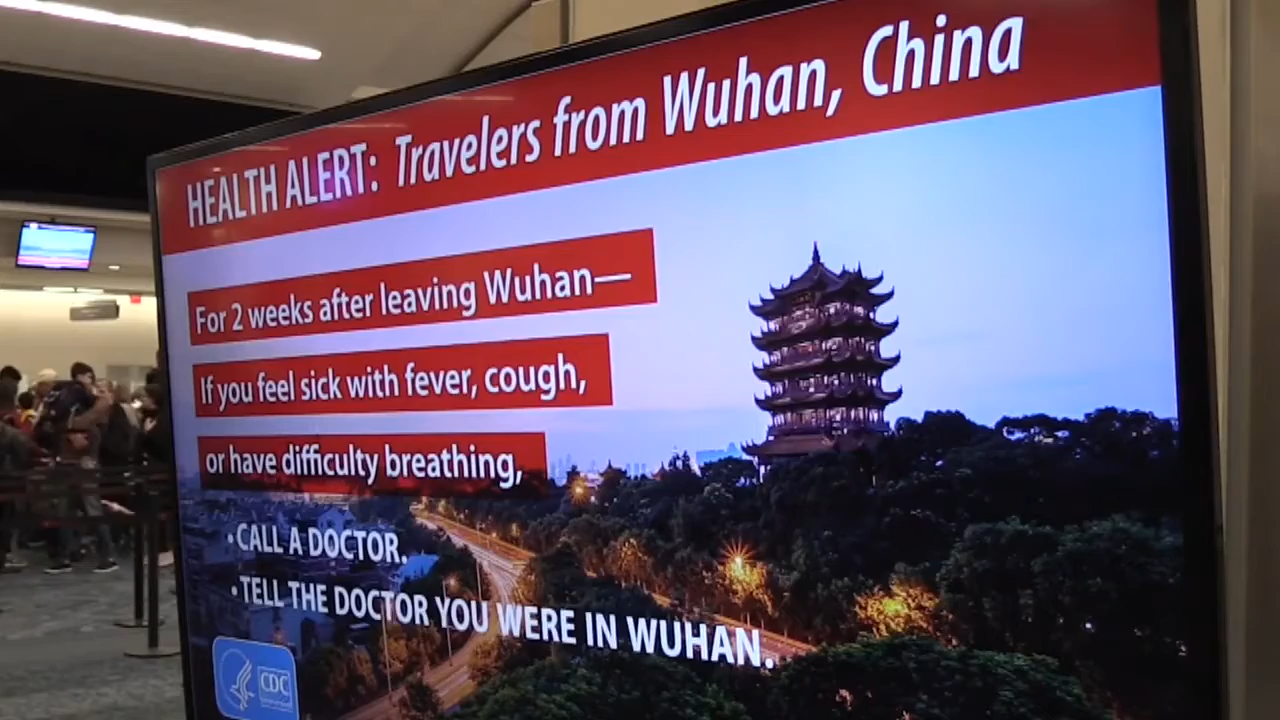 HEALTH ALERT: Travelers from Wuhan, China
For 2 weeks after leaving Wuhan—
If you feel sick with fever, cough,
or have difficulty breathing,
•CALL A DOCTOR.
•TELL THE DOCTOR YOU WERE IN WUHAN.
CDC